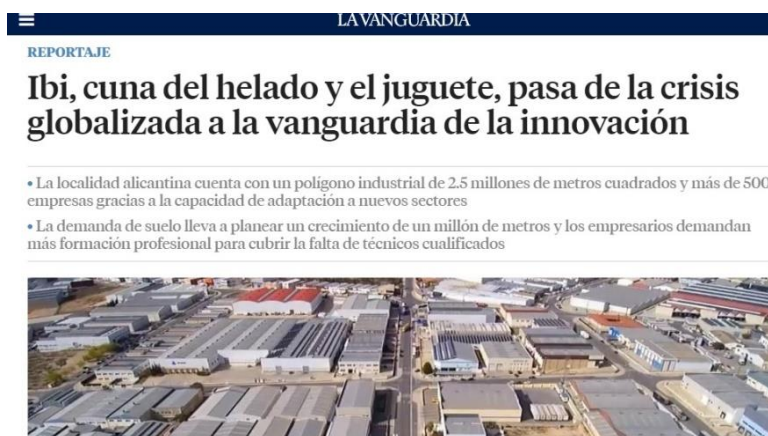 LA VANGUARDIA
REPORTAJE
Ibi, cuna del helado y el juguete, pasa de la crisis
globalizada a la vanguardia de la innovación
• La localidad alicantina cuenta con un polígono industrial de 2.5 millones de metros cuadrados y más de 500
empresas gracias a la capacidad de adaptación a nuevos sectores
• La demanda de suelo lleva a planear un crecimiento de un millón de metros y los empresarios demandan
más formación profesional para cubrir la falta de técnicos cualificados